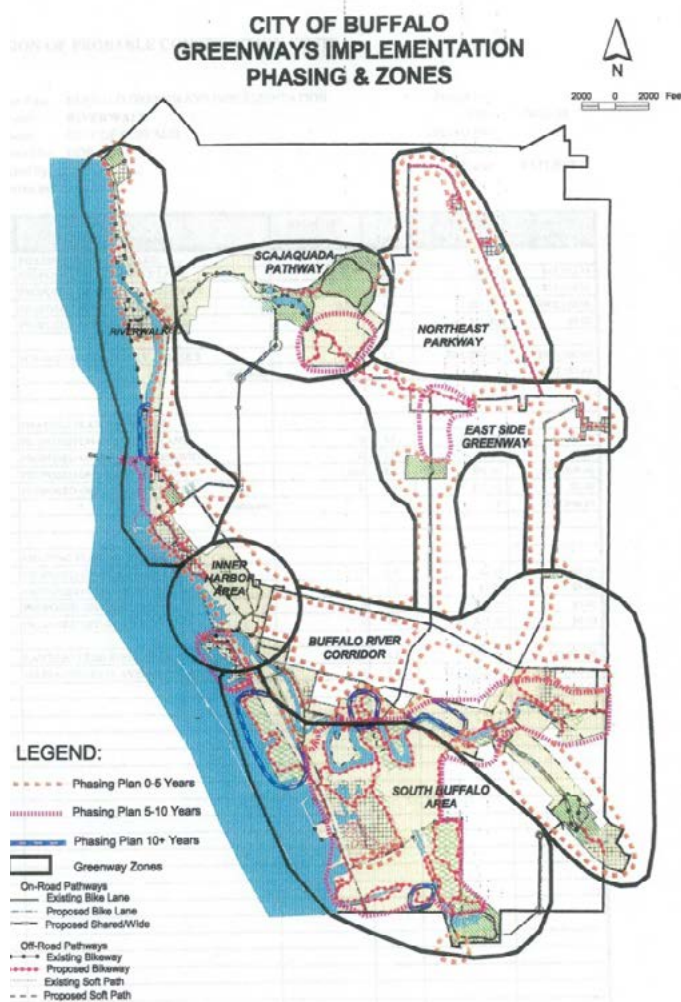 CITY OF BUFFALO
GREENWAYS IMPLEMENTATION
PHASING & ZONES
N
2000 0 2000 Fee
SCAJAQUADA
PATHWAY
RIVERWALK
NORTHEAST
PARKWAY
EAST SIDE
GREENWAY
INNER
HARBOR
AREA
BUFFALO RIVER
CORRIDOR
SOUTH BUFFALO
AREA
LEGEND:
Phasing Plan 0-5 Years
Phasing Plan 5-10 Years
Phasing Plan 10+ Years
Greenway Zones
On-Road Pathways
Existing Bike Lane
Proposed Bike Lane
Proposed Shared/Wide
Off-Road Pathways
Existing Bikeway
Proposed Bikeway
Existing Soft Path
Proposed Soft Path